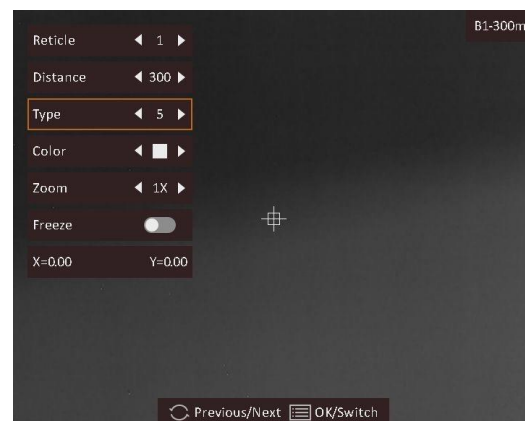 B1-300m
Reticle 1
Distance 300
Type 5
Color
Zoom 1X
Freeze
X=0.00 Y=0.00
Previous/Next OK/Switch